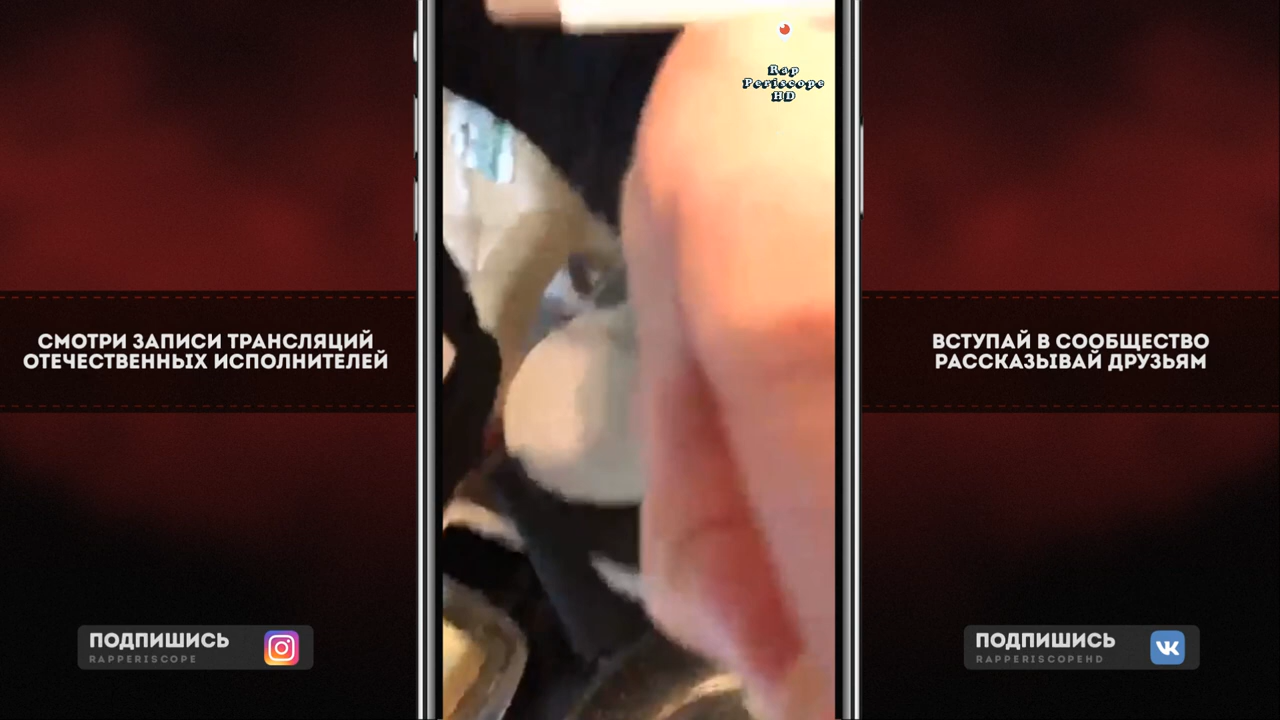 Rap
Periscope
HD
СМОТРИ ЗАПИСИ ТРАНСЛЯЦИЙ
ОТЕЧЕСТВЕННЫХ ИСПОЛНИТЕЛЕЙ
ВСТУПАЙ В СООБЩЕСТВО
РАССКАЗЫВАЙ ДРУЗЬЯМ
ПОДПИШИСЬ
RAPPERISCOPE
ПОДПИШИСЬ
RAPPERISCOPEHD